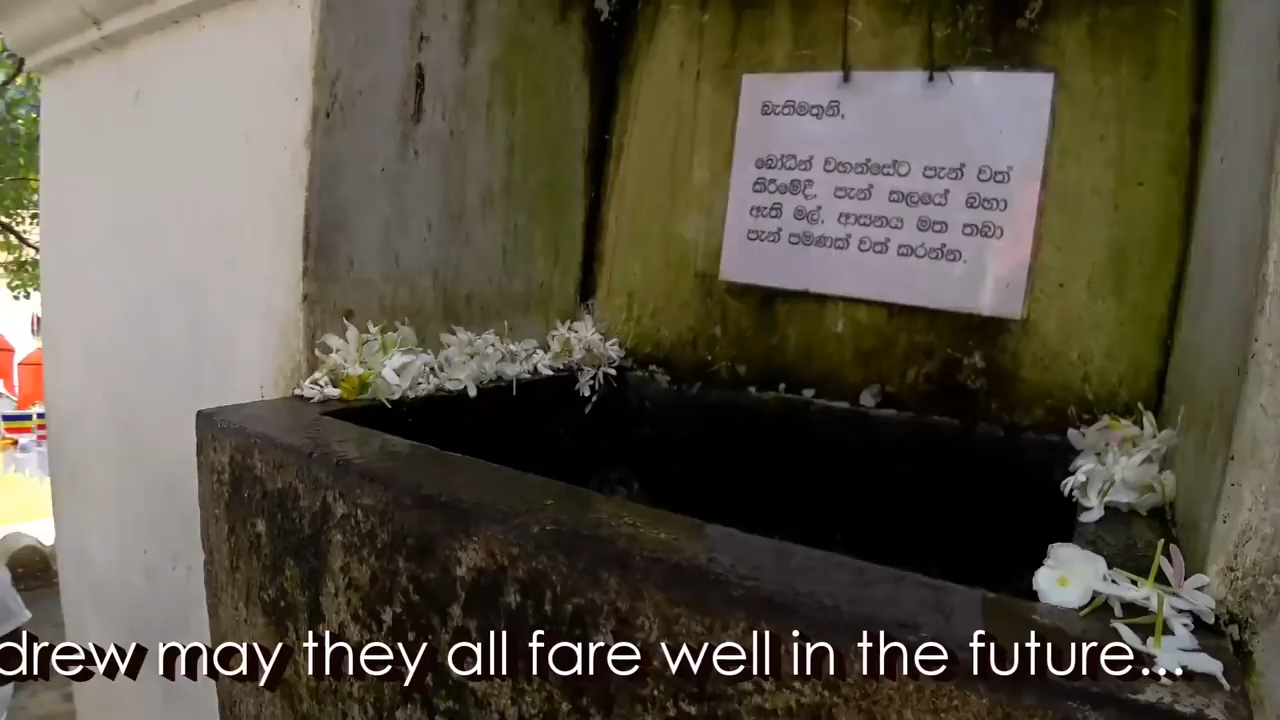 බැතිමතුනි,
බෝධීන් වහන්සේට පැන් වත්
කිරීමේදී, පැන් කලයේ බහා
ඇති මල්, ආසනය මත තබා
පැන් පමණක් වත් කරන්න.
drew may they all fare well in the future...